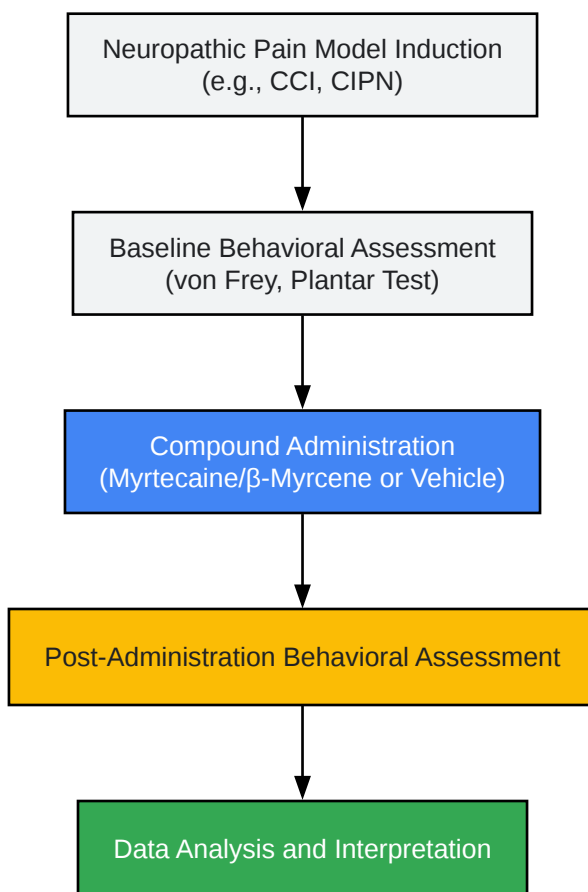 Neuropathic Pain Model Induction
(e.g., CCI, CIPN)
Baseline Behavioral Assessment
(von Frey, Plantar Test)
Compound Administration
(Myrtecaine/β-Myrcene or Vehicle)
Post-Administration Behavioral Assessment
Data Analysis and Interpretation